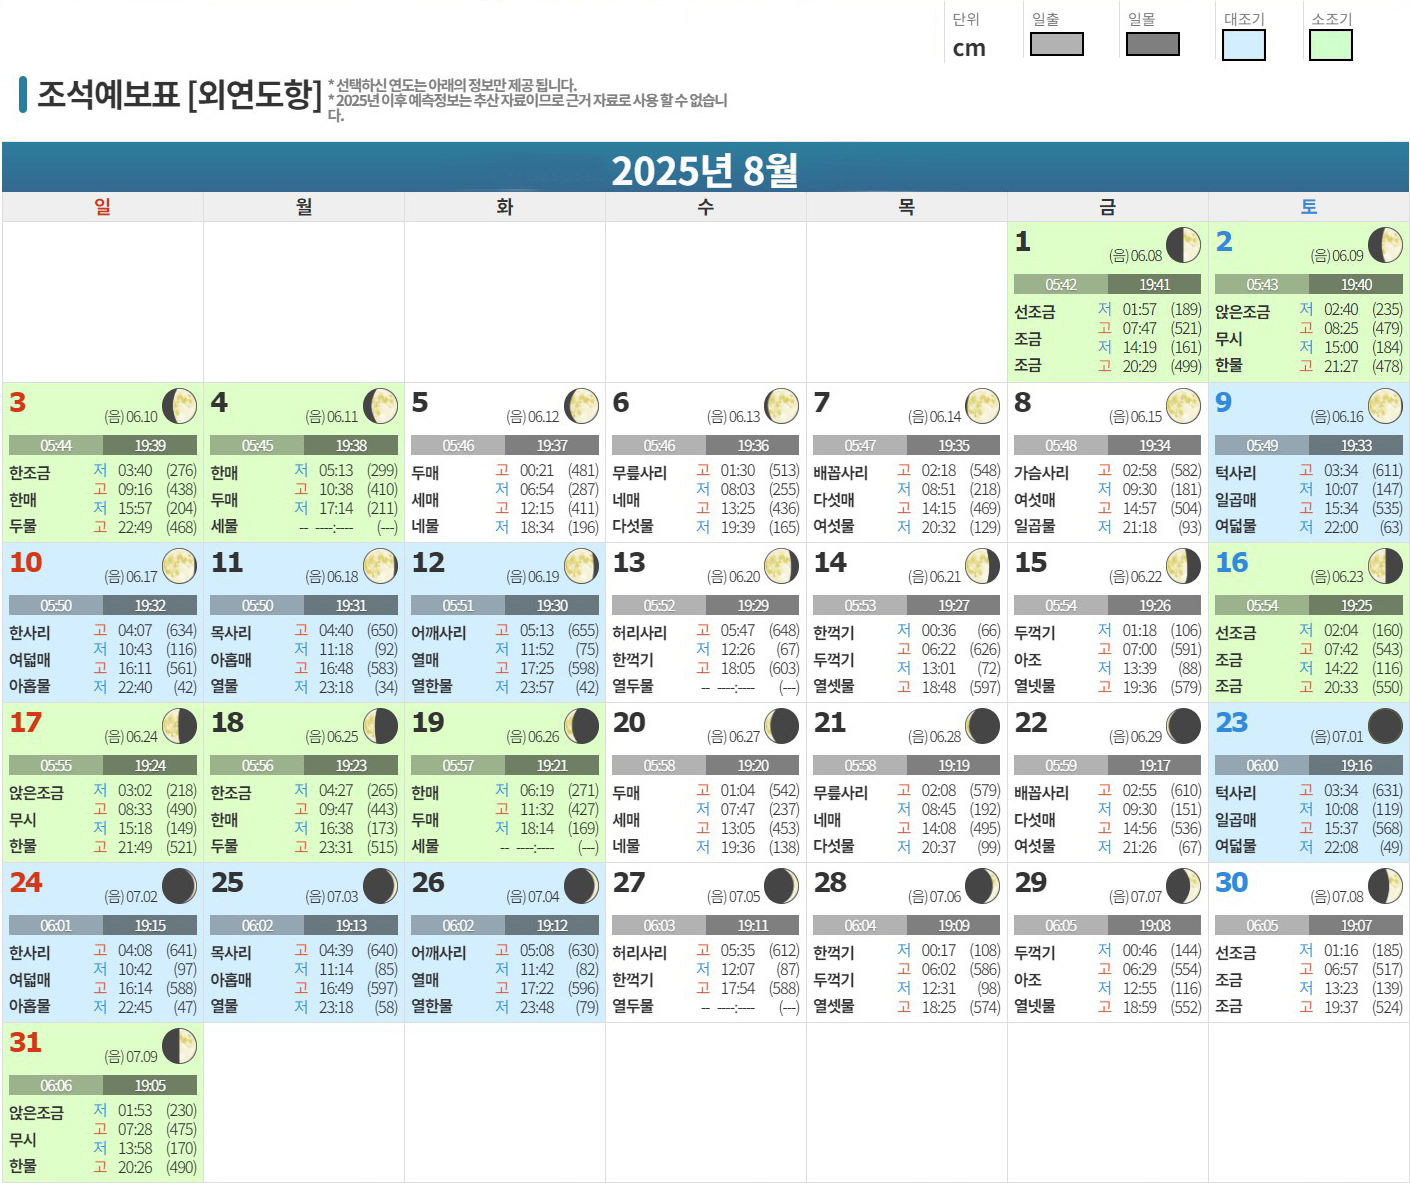 단위 일출 일몰 대조기 소조기
cm
조석예보표 [외연도항]
* 선택하신 연도는 아래의 정보만 제공 됩니다.
* 2025년 이후 예측정보는 추산 자료이므로 근거 자료로 사용 할 수 없습니
다.
2025년 8월
일 월 화 수 목 금 토
1 (음) 06.08
05:42 19:41
선조금 저 01:57 (189)
고 07:47 (521)
조금 저 14:19 (161)
조금 고 20:29 (499)
2 (음) 06.09
05:43 19:40
앉은조금 저 02:40 (235)
고 08:25 (479)
무시 저 15:00 (184)
한물 고 21:27 (478)
3 (음) 06.10
05:44 19:39
한조금 저 03:40 (276)
고 09:16 (438)
한매 저 15:57 (204)
두물 고 22:49 (468)
4 (음) 06.11
05:45 19:38
한매 저 05:13 (299)
고 10:38 (410)
두매 저 17:14 (211)
세물 -- ----:---- (---)
5 (음) 06.12
05:46 19:37
두매 고 00:21 (481)
저 06:54 (287)
세매 고 12:15 (411)
네물 저 18:34 (196)
6 (음) 06.13
05:46 19:36
무릎사리 고 01:30 (513)
저 08:03 (255)
네매 고 13:25 (436)
다섯물 저 19:39 (165)
7 (음) 06.14
05:47 19:35
배꼽사리 고 02:18 (548)
저 08:51 (218)
다섯매 고 14:15 (469)
여섯물 저 20:32 (129)
8 (음) 06.15
05:48 19:34
가슴사리 고 02:58 (582)
저 09:30 (181)
여섯매 고 14:57 (504)
일곱물 저 21:18 (93)
9 (음) 06.16
05:49 19:33
턱사리 고 03:34 (611)
저 10:07 (147)
일곱매 고 15:34 (535)
여덟물 저 22:00 (63)
10 (음) 06.17
05:50 19:32
한사리 고 04:07 (634)
저 10:43 (116)
여덟매 고 16:11 (561)
아홉물 저 22:40 (42)
11 (음) 06.18
05:50 19:31
목사리 고 04:40 (650)
저 11:18 (92)
아홉매 고 16:48 (583)
열물 저 23:18 (34)
12 (음) 06.19
05:51 19:30
어깨사리 고 05:13 (655)
저 11:52 (75)
열매 고 17:25 (598)
열한물 저 23:57 (42)
13 (음) 06.20
05:52 19:29
허리사리 고 05:47 (648)
저 12:26 (67)
한꺽기 고 18:05 (603)
열두물 -- ----:---- (---)
14 (음) 06.21
05:53 19:27
한꺽기 저 00:36 (66)
고 06:22 (626)
두꺽기 저 13:01 (72)
열셋물 고 18:48 (597)
15 (음) 06.22
05:54 19:26
두꺽기 저 01:18 (106)
고 07:00 (591)
아조 저 13:39 (88)
열넷물 고 19:36 (579)
16 (음) 06.23
05:54 19:25
선조금 저 02:04 (160)
고 07:42 (543)
조금 저 14:22 (116)
조금 고 20:33 (550)
17 (음) 06.24
05:55 19:24
앉은조금 저 03:02 (218)
고 08:33 (490)
무시 저 15:18 (149)
한물 고 21:49 (521)
18 (음) 06.25
05:56 19:23
한조금 저 04:27 (265)
고 09:47 (443)
한매 저 16:38 (173)
두물 고 23:31 (515)
19 (음) 06.26
05:57 19:21
한매 저 06:19 (271)
고 11:32 (427)
두매 저 18:14 (169)
세물 -- ----:---- (---)
20 (음) 06.27
05:58 19:20
두매 고 01:04 (542)
저 07:47 (237)
세매 고 13:05 (453)
네물 저 19:36 (138)
21 (음) 06.28
05:58 19:19
무릎사리 고 02:08 (579)
저 08:45 (192)
네매 고 14:08 (495)
다섯물 저 20:37 (99)
22 (음) 06.29
05:59 19:17
배꼽사리 고 02:55 (610)
저 09:30 (151)
다섯매 고 14:56 (536)
여섯물 저 21:26 (67)
23 (음) 07.01
06:00 19:16
턱사리 고 03:34 (631)
저 10:08 (119)
일곱매 고 15:37 (568)
여덟물 저 22:08 (49)
24 (음) 07.02
06:01 19:15
한사리 고 04:08 (641)
저 10:42 (97)
여덟매 고 16:14 (588)
아홉물 저 22:45 (47)
25 (음) 07.03
06:02 19:13
목사리 고 04:39 (640)
저 11:14 (85)
아홉매 고 16:49 (597)
열물 저 23:18 (58)
26 (음) 07.04
06:02 19:12
어깨사리 고 05:08 (630)
저 11:42 (82)
열매 고 17:22 (596)
열한물 저 23:48 (79)
27 (음) 07.05
06:03 19:11
허리사리 고 05:35 (612)
저 12:07 (87)
한꺽기 고 17:54 (588)
열두물 -- ----:---- (---)
28 (음) 07.06
06:04 19:09
한꺽기 저 00:17 (108)
고 06:02 (586)
두꺽기 저 12:31 (98)
열셋물 고 18:25 (574)
29 (음) 07.07
06:05 19:08
두꺽기 저 00:46 (144)
고 06:29 (554)
아조 저 12:55 (116)
열넷물 고 18:59 (552)
30 (음) 07.08
06:05 19:07
선조금 저 01:16 (185)
고 06:57 (517)
조금 저 13:23 (139)
조금 고 19:37 (524)
31 (음) 07.09
06:06 19:05
앉은조금 저 01:53 (230)
고 07:28 (475)
무시 저 13:58 (170)
한물 고 20:26 (490)